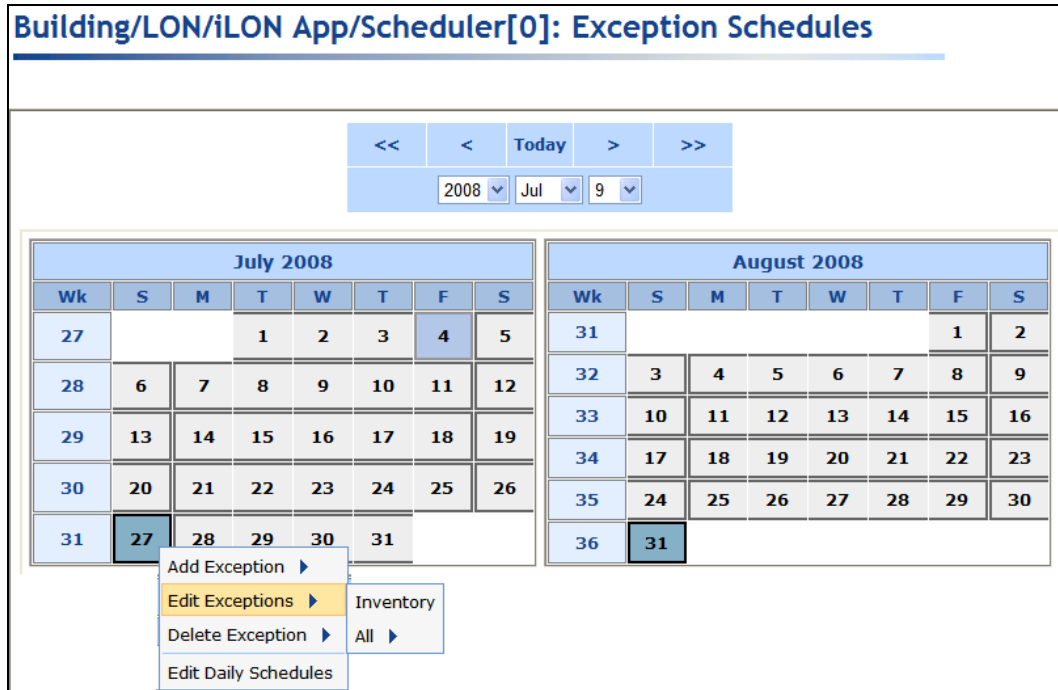 Building/LON/iLON App/Scheduler[0]: Exception Schedules
<< < Today > >>
2008 Jul 9
July 2008
Wk S M T W T F S
27 1 2 3 4 5
28 6 7 8 9 10 11 12
29 13 14 15 16 17 18 19
30 20 21 22 23 24 25 26
31 27 28 29 30 31
August 2008
Wk S M T W T F S
31 1 2
32 3 4 5 6 7 8 9
33 10 11 12 13 14 15 16
34 17 18 19 20 21 22 23
35 24 25 26 27 28 29 30
36 31
Add Exception
Edit Exceptions
Delete Exception
Edit Daily Schedules
Inventory
All